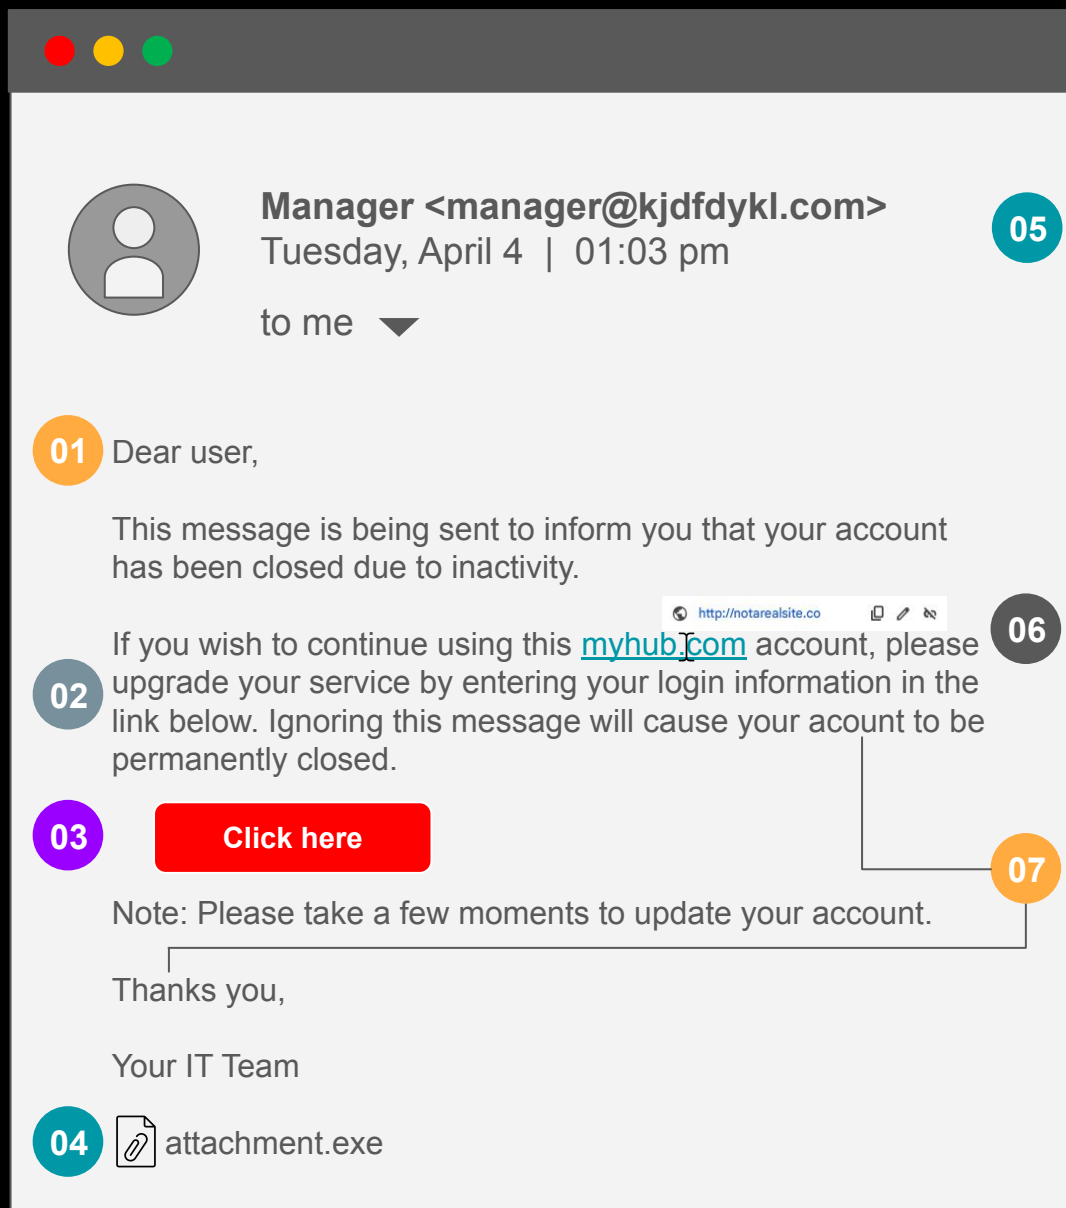 Manager <manager@kjdfdykl.com>
Tuesday, April 4 | 01:03 pm
05
to me
01
Dear user,
This message is being sent to inform you that your account
has been closed due to inactivity.
http://notarealsite.co
06
If you wish to continue using this myhub.com account, please
02
upgrade your service by entering your login information in the
link below. Ignoring this message will cause your acount to be
permanently closed.
03
Click here
07
Note: Please take a few moments to update your account.
Thanks you,
Your IT Team
04
attachment.exe